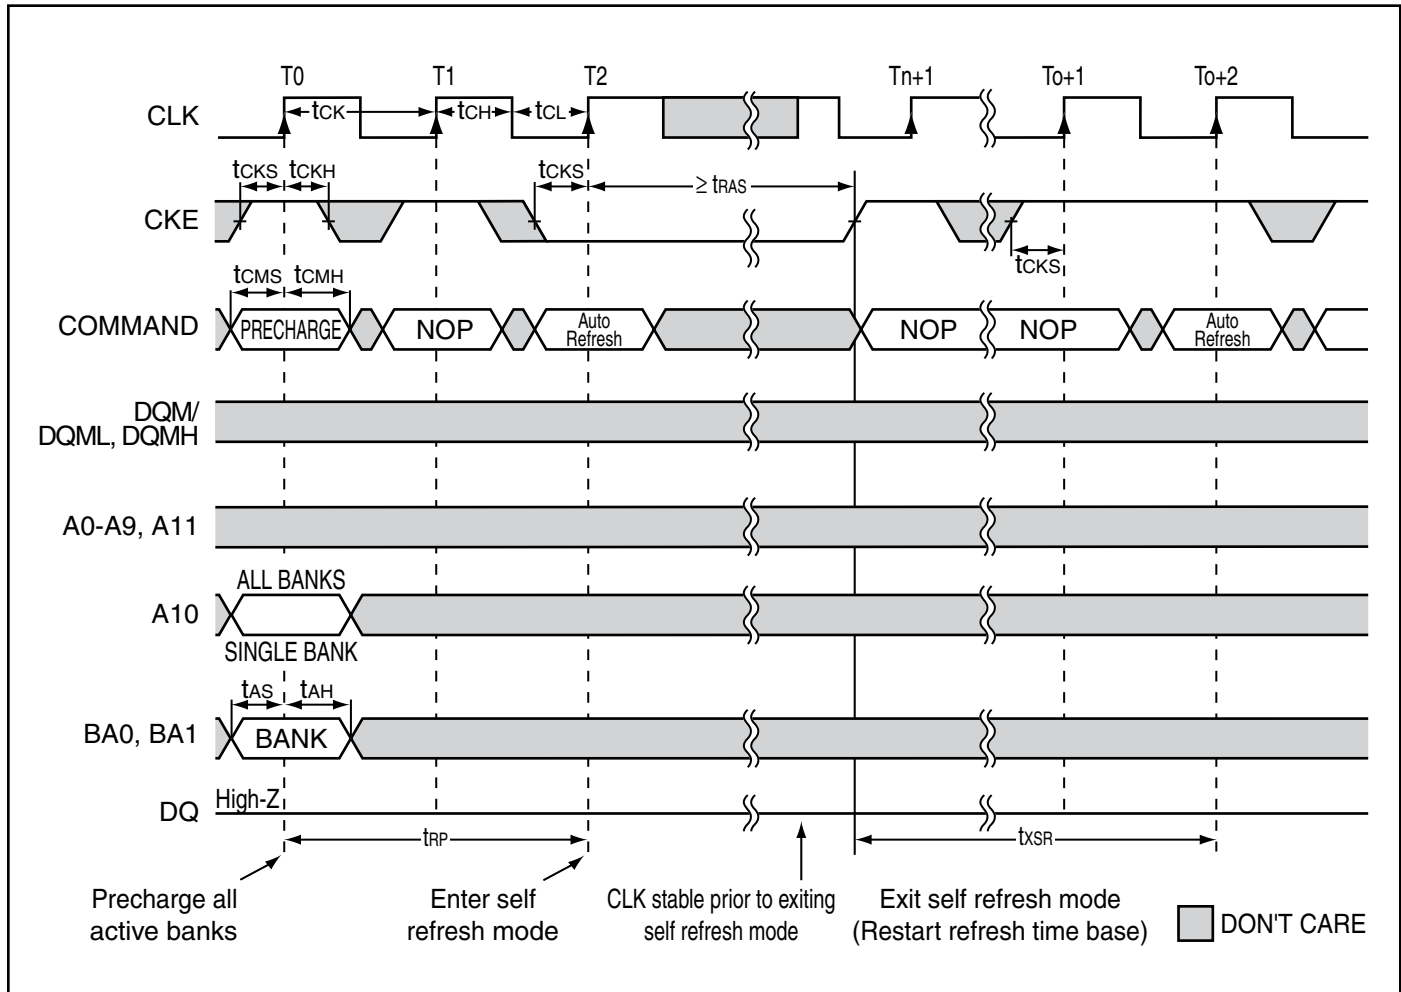 T0 T1 T2 Tn+1 To+1 To+2
CLK
tCK tCH tCL
tCKS tCKH tCKS ≥ tRAS
CKE
tCKS
tCMS tCMH
COMMAND PRECHARGE NOP Auto Refresh NOP NOP Auto Refresh
DQM/
DQML, DQMH
A0-A9, A11
ALL BANKS
A10
SINGLE BANK
tAS tAH
BA0, BA1 BANK
DQ High-Z
tRP tXSR
Precharge all
active banks
Enter self
refresh mode
CLK stable prior to exiting
self refresh mode
Exit self refresh mode
(Restart refresh time base)
DON'T CARE